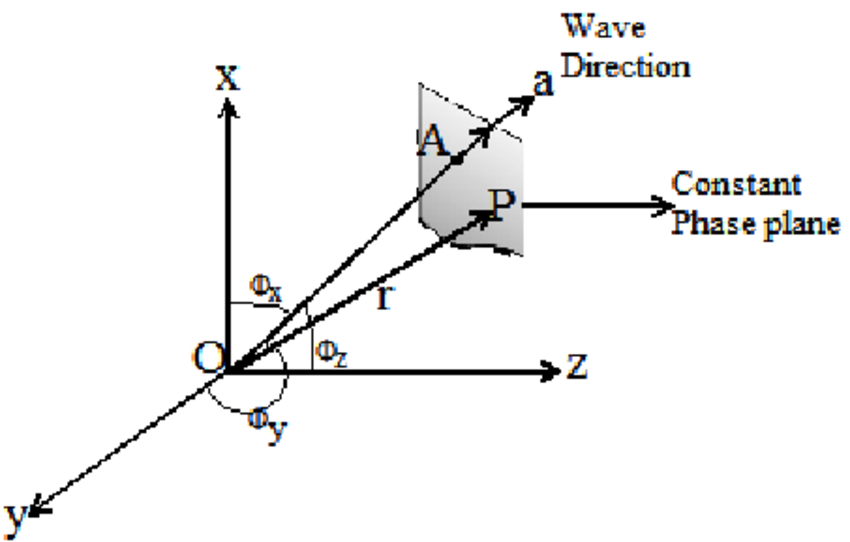 Wave
Direction
x
a
A
Constant
Phase plane
P
Φx
r
O
Φz
z
Φy
y